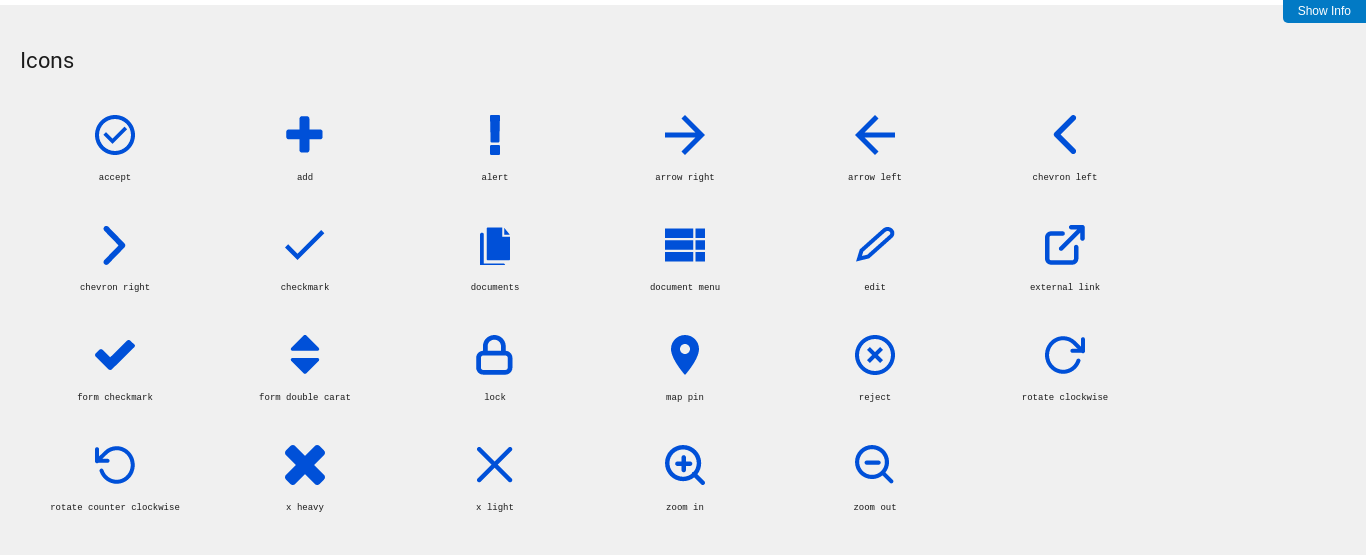 Show Info
Icons
accept
add
alert
arrow right
arrow left
chevron left
chevron right
checkmark
documents
document menu
edit
external link
form checkmark
form double carat
lock
map pin
reject
rotate clockwise
rotate counter clockwise
x heavy
x light
zoom in
zoom out